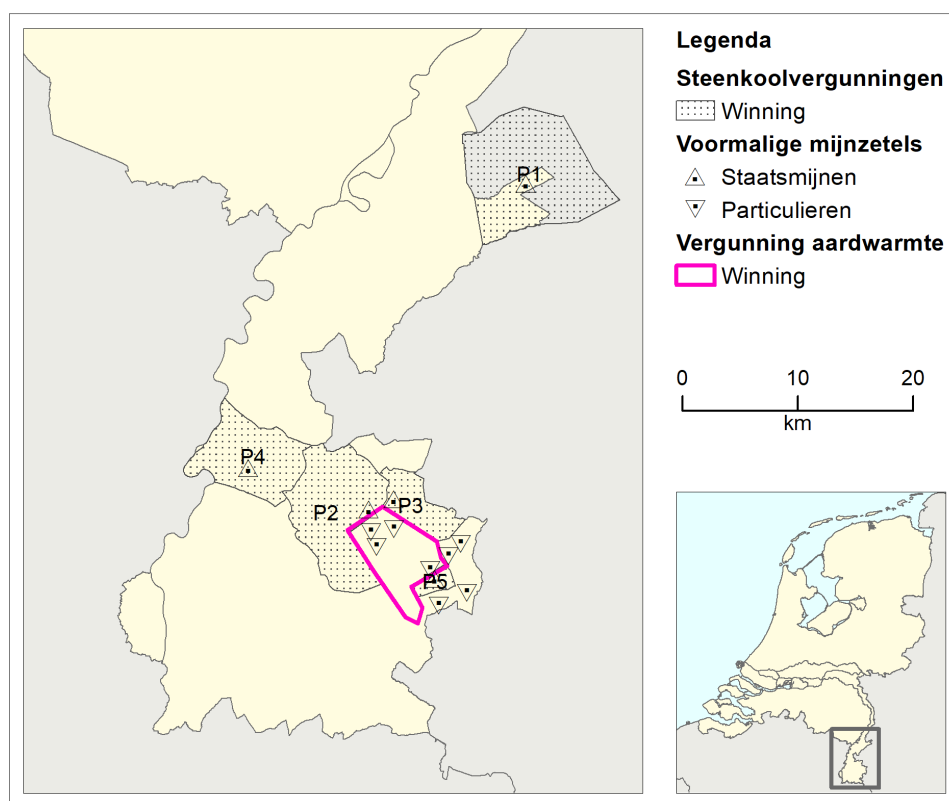 Legenda
Steenkoolvergunningen
Winning
Voormalige mijnzetels
Staatsmijnen
Particulieren
Vergunning aardwarmte
Winning
0 10 20
km
P1
P4
P2
P3
P5